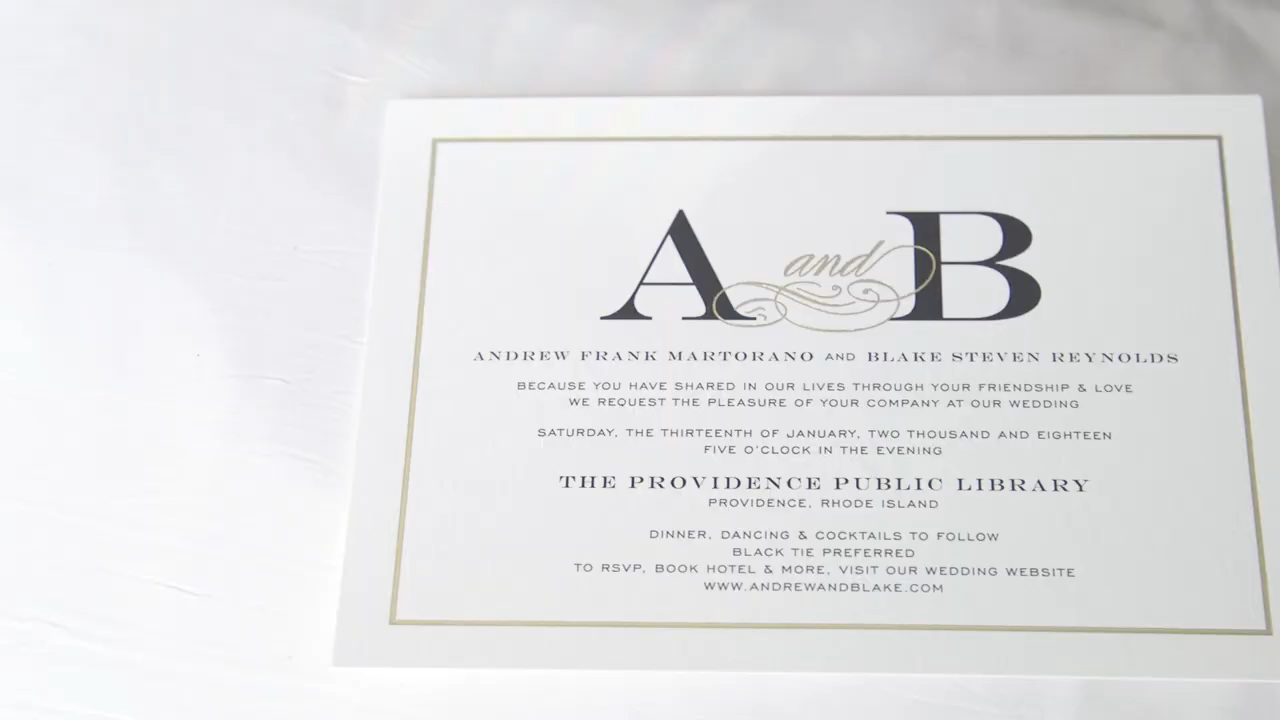 A and B
ANDREW FRANK MARTORANO AND BLAKE STEVEN REYNOLDS
BECAUSE YOU HAVE SHARED IN OUR LIVES THROUGH YOUR FRIENDSHIP & LOVE
WE REQUEST THE PLEASURE OF YOUR COMPANY AT OUR WEDDING
SATURDAY, THE THIRTEENTH OF JANUARY, TWO THOUSAND AND EIGHTEEN
FIVE O'CLOCK IN THE EVENING
THE PROVIDENCE PUBLIC LIBRARY
PROVIDENCE, RHODE ISLAND
DINNER, DANCING & COCKTAILS TO FOLLOW
BLACK TIE PREFERRED
TO RSVP, BOOK HOTEL & MORE, VISIT OUR WEDDING WEBSITE
WWW.ANDREWANDBLAKE.COM